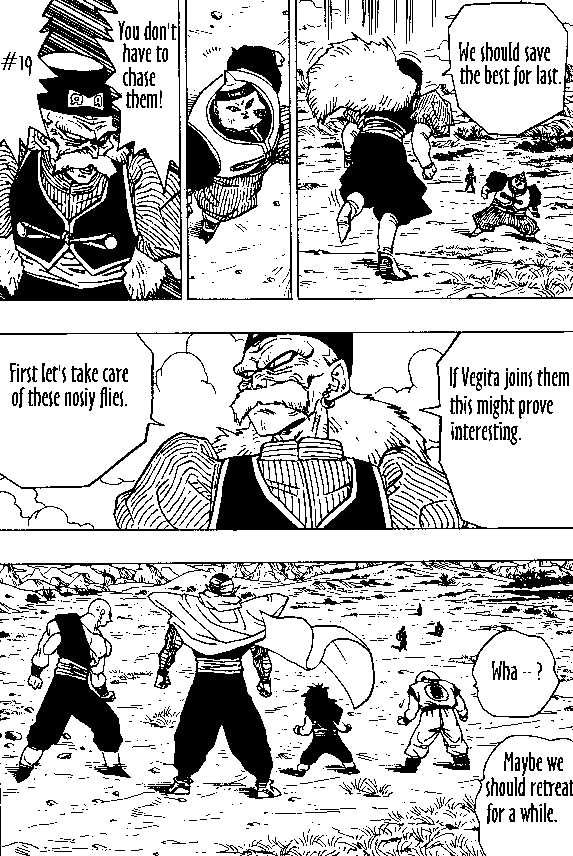 #19
You don't
have to
chase
them!
We should save
the best for last.
First let's take care
of these nosiy flies.
If Vegita joins them
this might prove
interesting.
Wha--?
Maybe we
should retreat
for a while.